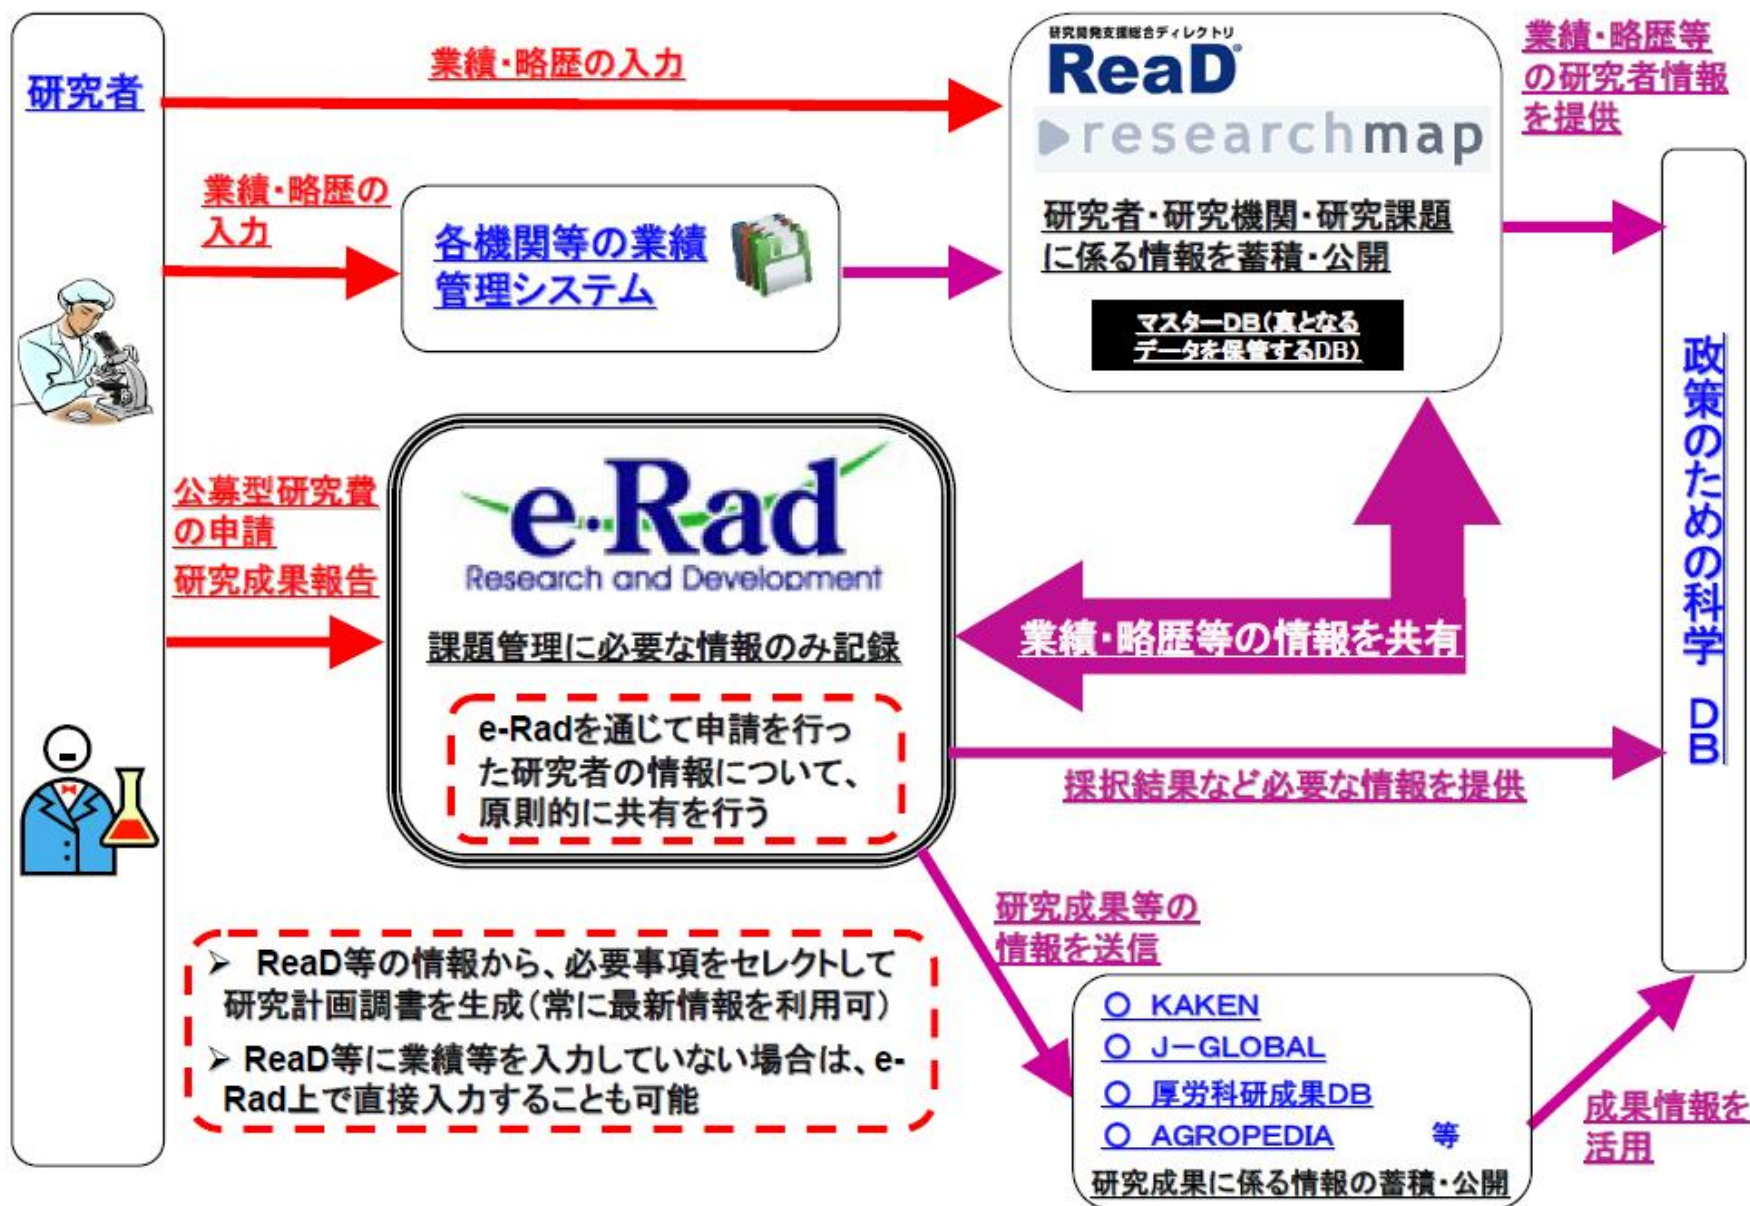 研究者
業績・略歴の入力
研究開発支援総合ディレクトリ
ReaD
researchmap
研究者・研究機関・研究課題
に係る情報を蓄積・公開
マスターDB(真となる
データを保管するDB)
業績・略歴等
の研究者情報
を提供
業績・略歴の
入力
各機関等の業績
管理システム
政策のための科学 DB
公募型研究費
の申請
研究成果報告
e-Rad
Research and Development
課題管理に必要な情報のみ記録
e-Radを通じて申請を行っ
た研究者の情報について、
原則的に共有を行う
業績・略歴等の情報を共有
採択結果など必要な情報を提供
研究成果等の
情報を送信
➢ ReaD等の情報から、必要事項をセレクトして
研究計画調書を生成(常に最新情報を利用可)
➢ ReaD等に業績等を入力していない場合は、e-
Rad上で直接入力することも可能
○ KAKEN
○ J-GLOBAL
○ 厚労科研成果DB
○ AGROPEDIA 等
研究成果に係る情報の蓄積・公開
成果情報を
活用